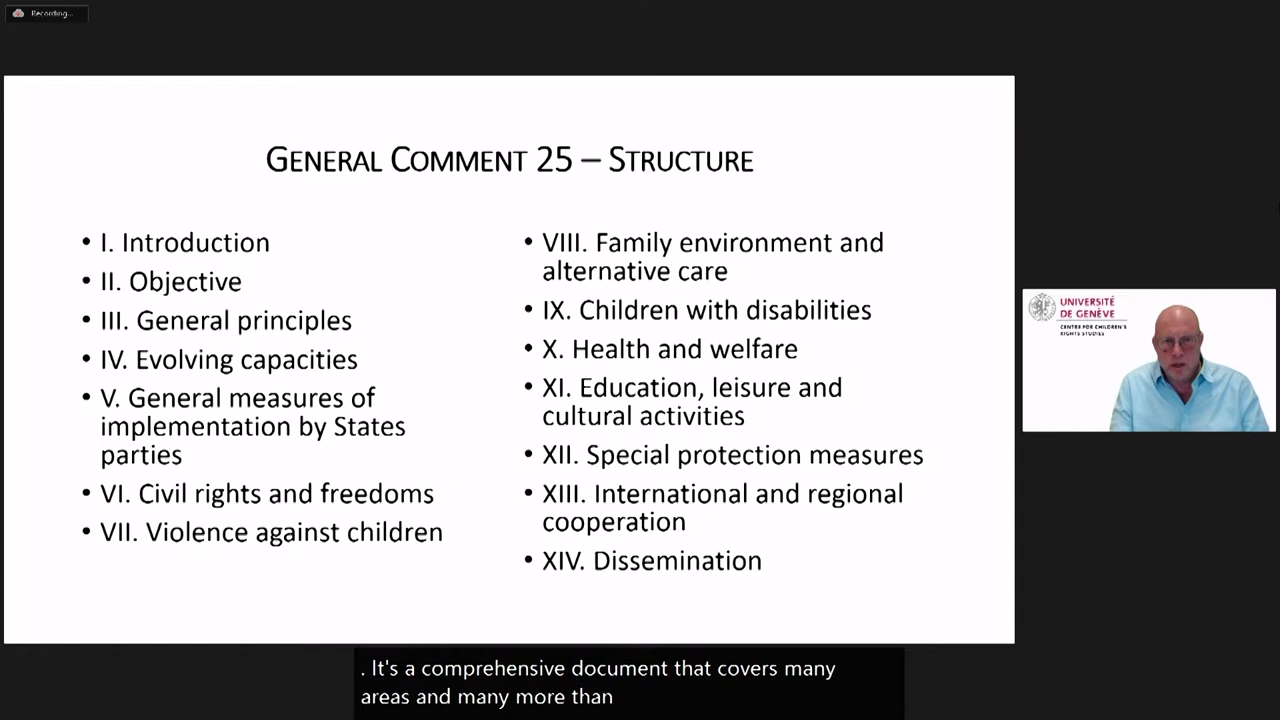 Recording...
GENERAL COMMENT 25 – STRUCTURE
• I. Introduction
• II. Objective
• III. General principles
• IV. Evolving capacities
• V. General measures of
implementation by States
parties
• VI. Civil rights and freedoms
• VII. Violence against children
• VIII. Family environment and
alternative care
• IX. Children with disabilities
• X. Health and welfare
• XI. Education, leisure and
cultural activities
• XII. Special protection measures
• XIII. International and regional
cooperation
• XIV. Dissemination
UNIVERSITÉ
DE GENÈVE
CENTRE FOR CHILDREN'S
RIGHTS STUDIES
. It's a comprehensive document that covers many
areas and many more than